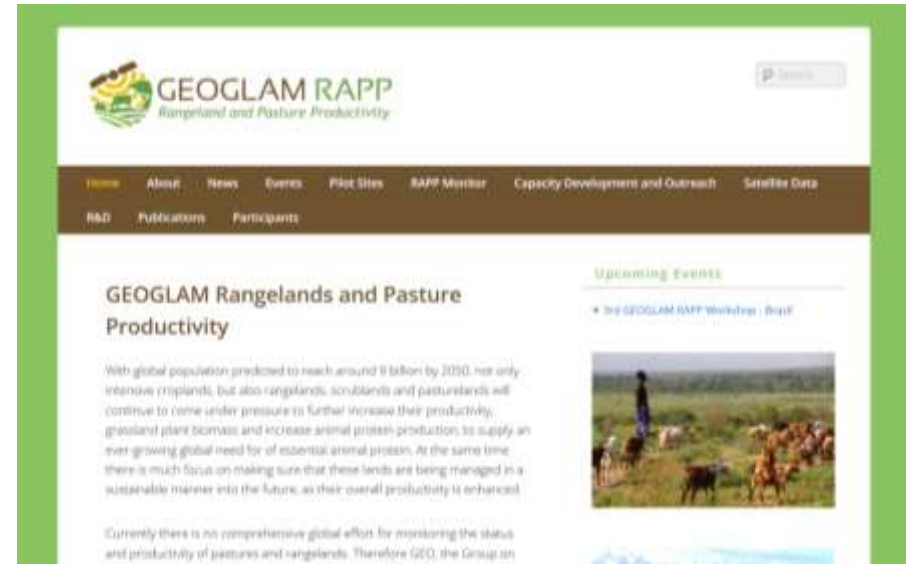 GEOGLAM RAPP
Rangeland and Pasture Productivity
Search
Home About News Events Pilot Sites RAPP Monitor Capacity Development and Outreach Satellite Data
R&D Publications Participants
GEOGLAM Rangelands and Pasture
Productivity
With global population predicted to reach around 9 billion by 2050, not only
intensive croplands, but also rangelands, scrublands and pasturelands will
continue to come under pressure to further increase their productivity,
grassland plant biomass and increase animal protein production, to supply an
ever-growing global need for of essential animal protein. At the same time
there is much focus on making sure that these lands are being managed in a
sustainable manner into the future, as their overall productivity is enhanced.
Currently there is no comprehensive global effort for monitoring the status
and productivity of pastures and rangelands. Therefore GEO, the Group on
Upcoming Events
3rd GEOGLAM RAPP Workshop - Brazil